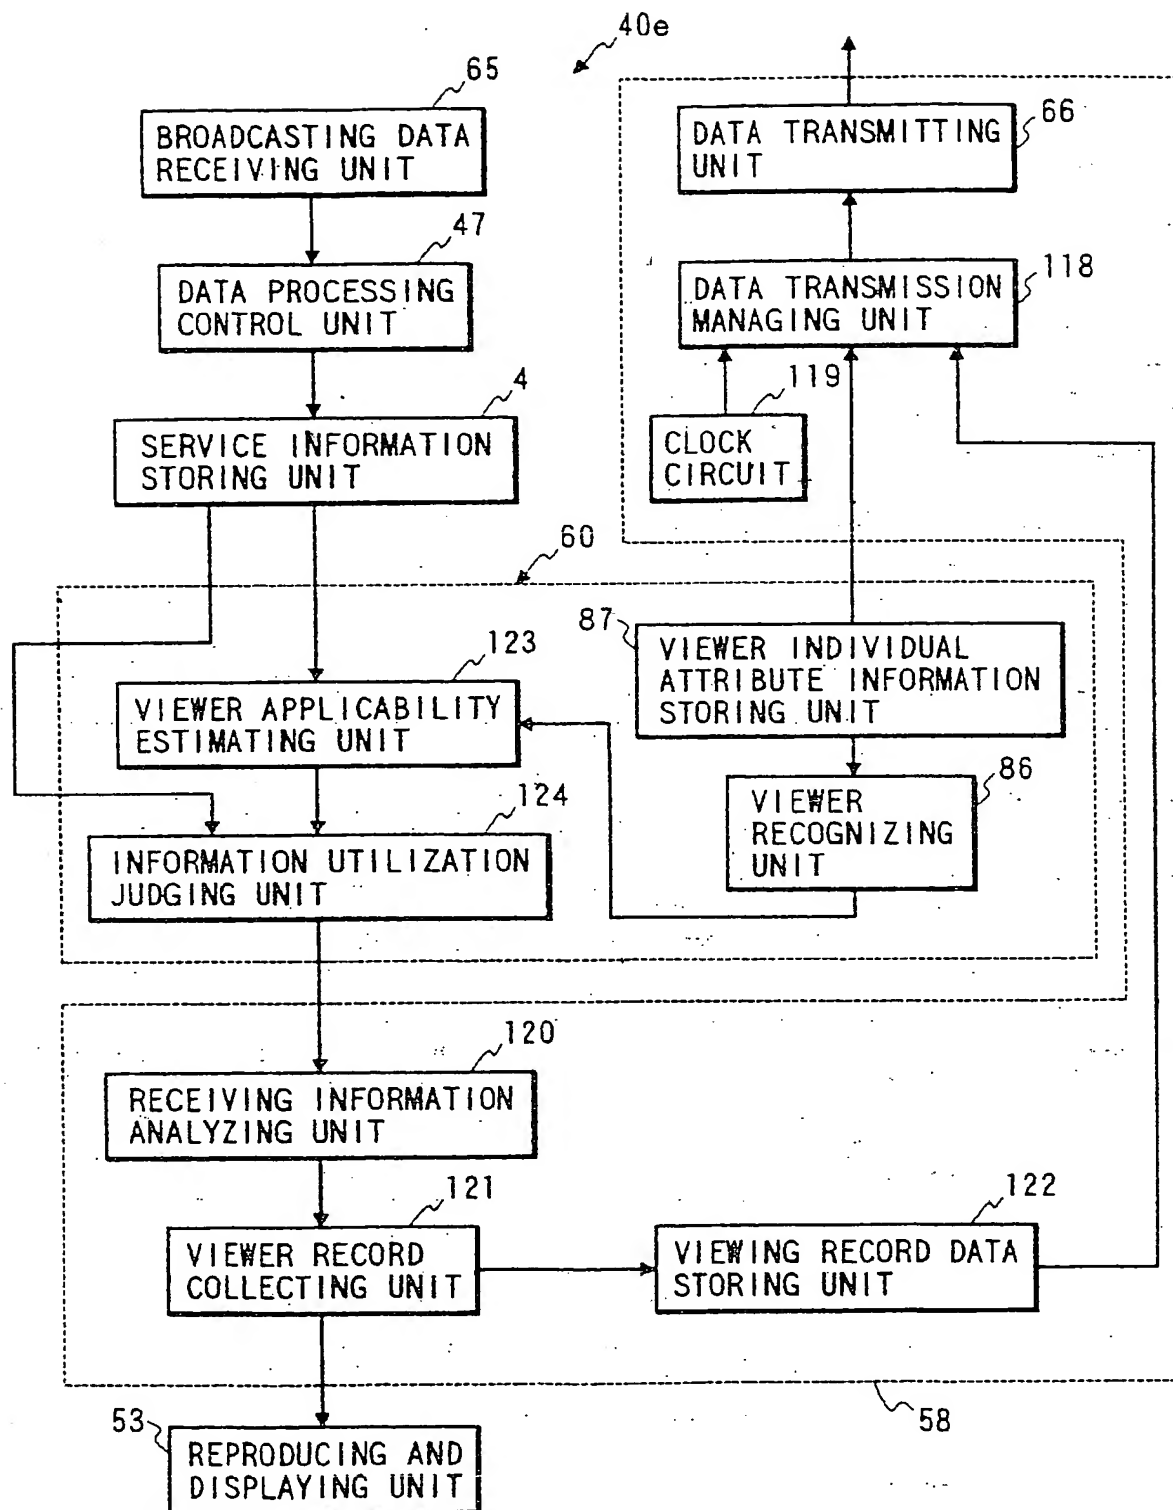 40e
65
BROADCASTING DATA
RECEIVING UNIT
47
DATA PROCESSING
CONTROL UNIT
4
SERVICE INFORMATION
STORING UNIT
DATA TRANSMITTING
UNIT
66
DATA TRANSMISSION
MANAGING UNIT
118
119
CLOCK
CIRCUIT
60
87
VIEWER INDIVIDUAL
ATTRIBUTE INFORMATION
STORING UNIT
123
VIEWER APPLICABILITY
ESTIMATING UNIT
86
VIEWER
RECOGNIZING
UNIT
124
INFORMATION UTILIZATION
JUDGING UNIT
120
RECEIVING INFORMATION
ANALYZING UNIT
121
VIEWER RECORD
COLLECTING UNIT
122
VIEWING RECORD DATA
STORING UNIT
58
53
REPRODUCING AND
DISPLAYING UNIT